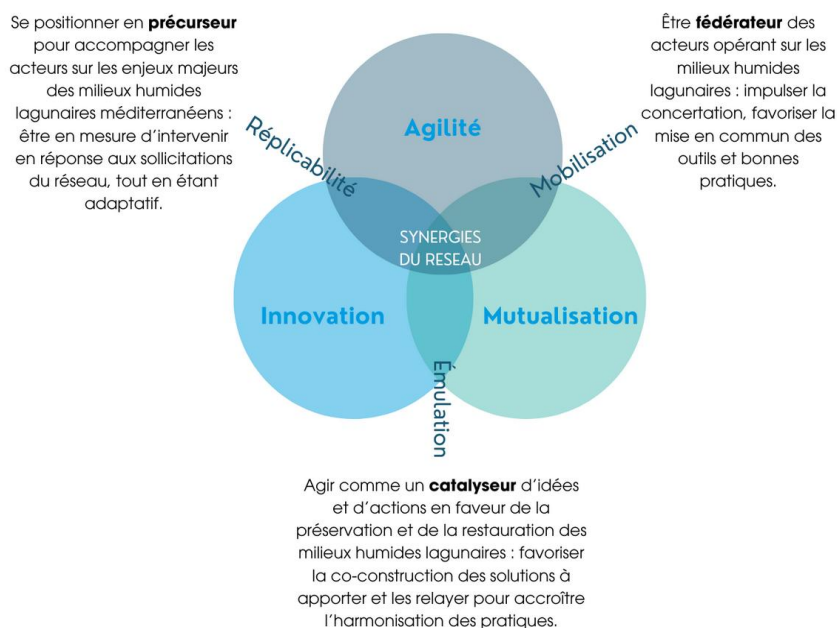 Se positionner en précurseur
pour accompagner les
acteurs sur les enjeux majeurs
des milieux humides
lagunaires méditerranéens :
être en mesure d'intervenir
en réponse aux sollicitations
du réseau, tout en étant
adaptatif.
Être fédérateur des
acteurs opérant sur les
milieux humides
lagunaires : impulser la
concertation, favoriser la
mise en commun des
outils et bonnes
pratiques.
Agilité
Réplicabilité
Mobilisation
SYNERGIES
DU RESEAU
Innovation
Mutualisation
Émulation
Agir comme un catalyseur d'idées
et d'actions en faveur de la
préservation et de la restauration des
milieux humides lagunaires : favoriser
la co-construction des solutions à
apporter et les relayer pour accroître
l'harmonisation des pratiques.